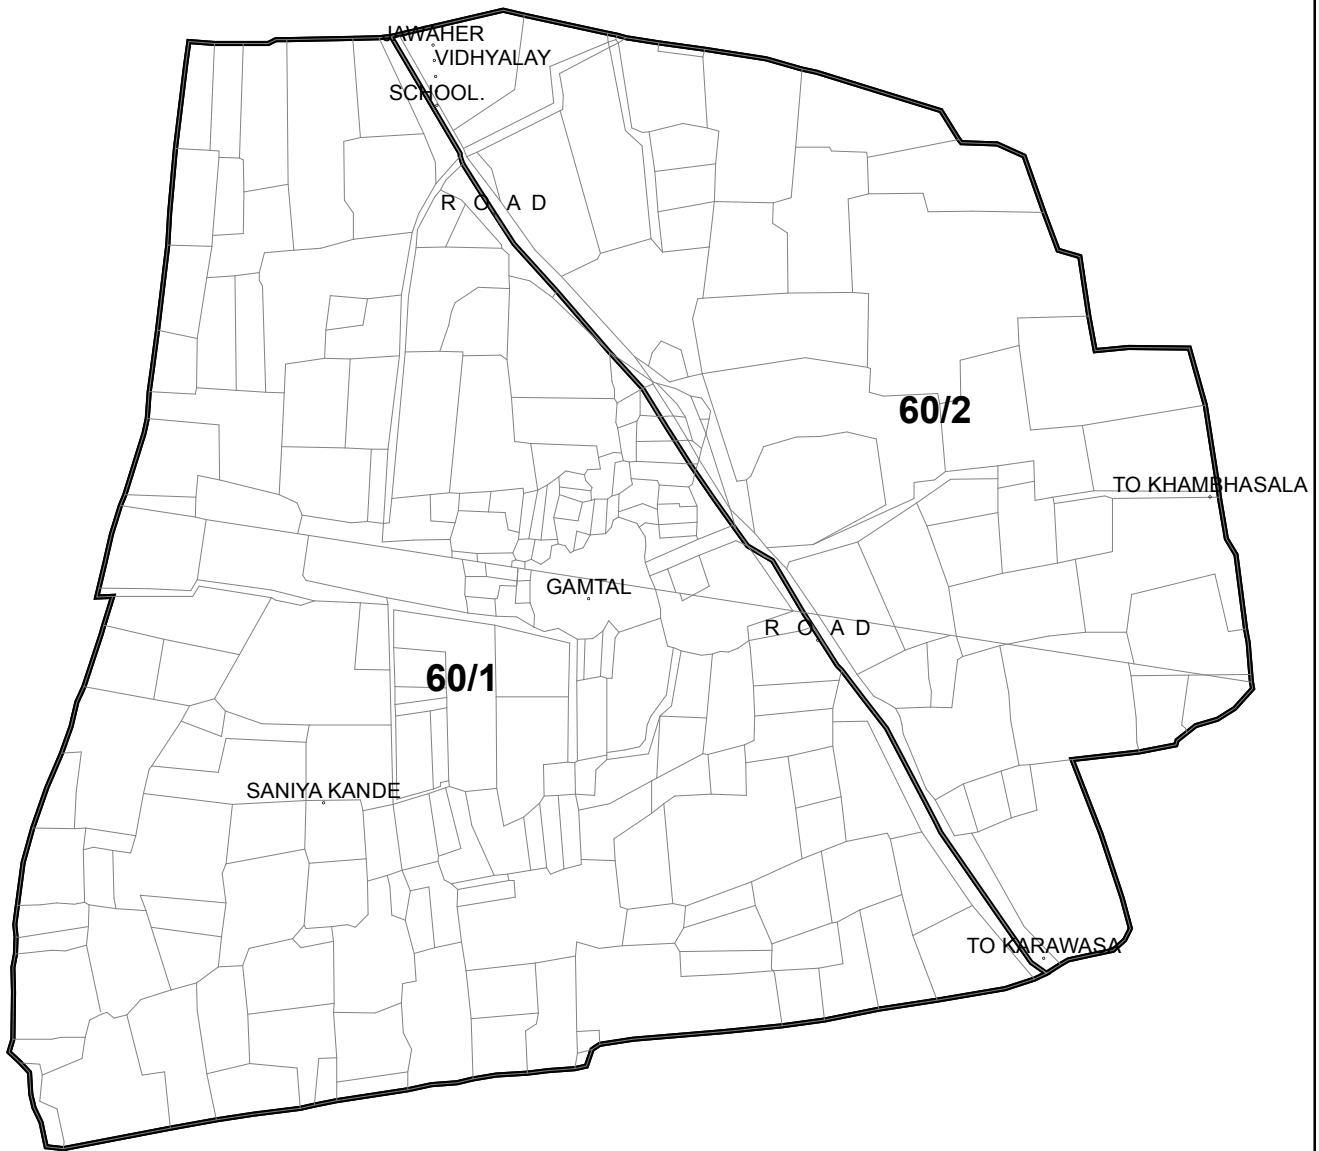 JAWAHER
VIDHYALAY
SCHOOL.
R O A D
60/2
TO KHAMBHASALA
GAMTAL
R O A D
60/1
SANIYA KANDE
TO KARAWASA